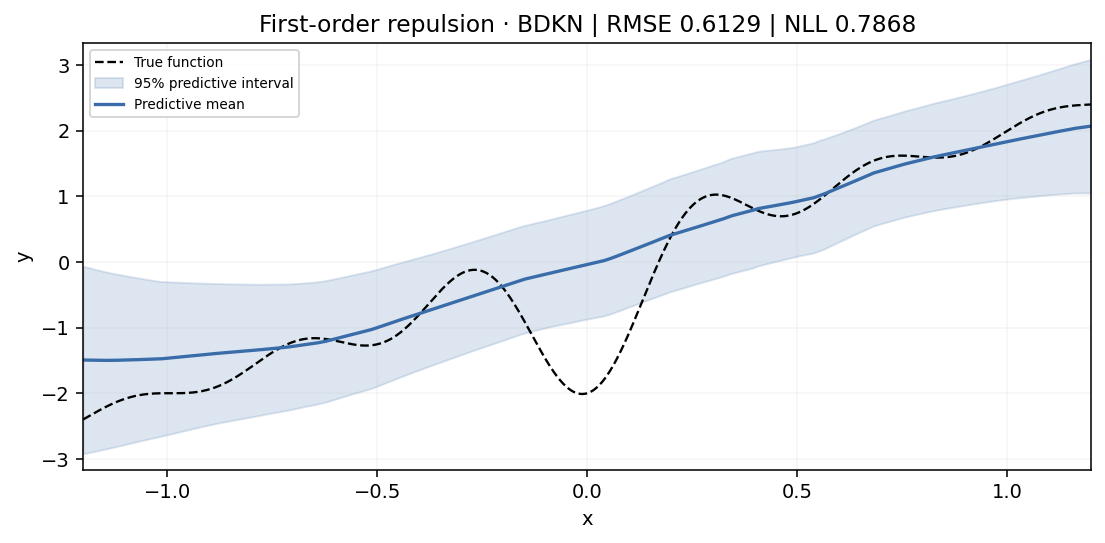 First-order repulsion · BDKN | RMSE 0.6129 | NLL 0.7868
True function
95% predictive interval
Predictive mean
y
3
2
1
0
−1
−2
−3
−1.0 −0.5 0.0 0.5 1.0
x